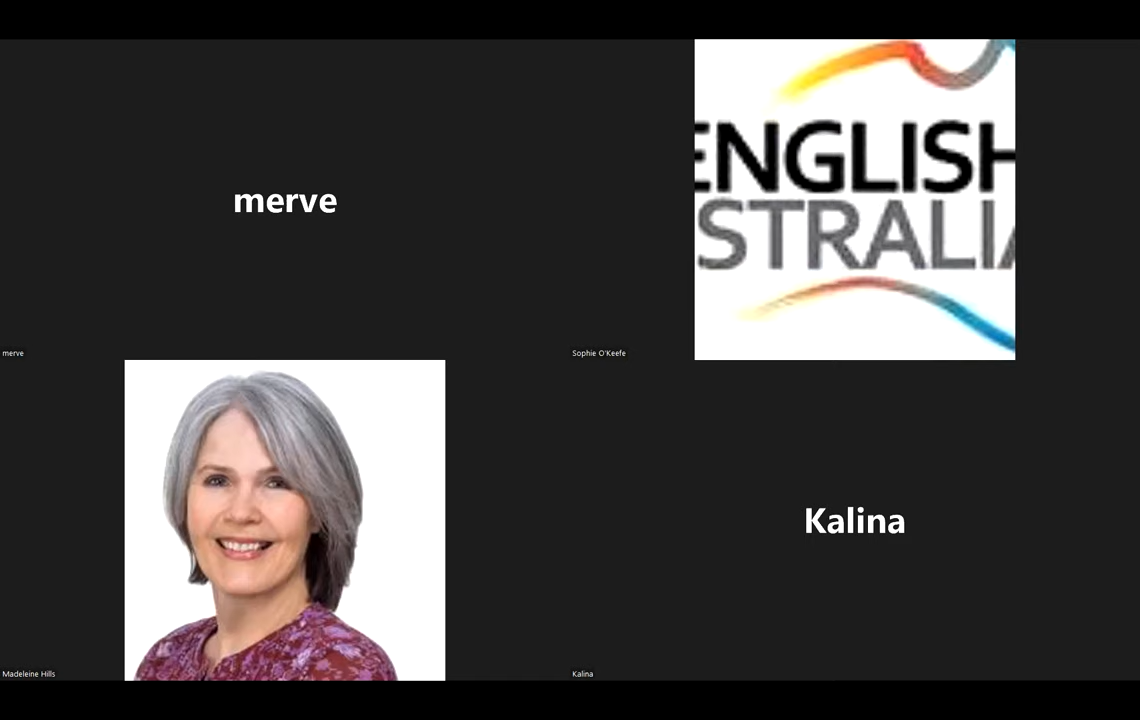 merve
ENGLISH
STRALIA
merve
Sophie O'Keefe
Madeleine Hills
Kalina
Kalina